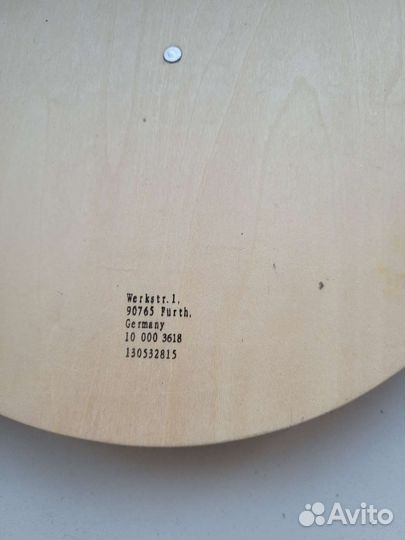 Werkstr.1,
90765 Fürth,
Germany
10 000 3618
130532815
Avito